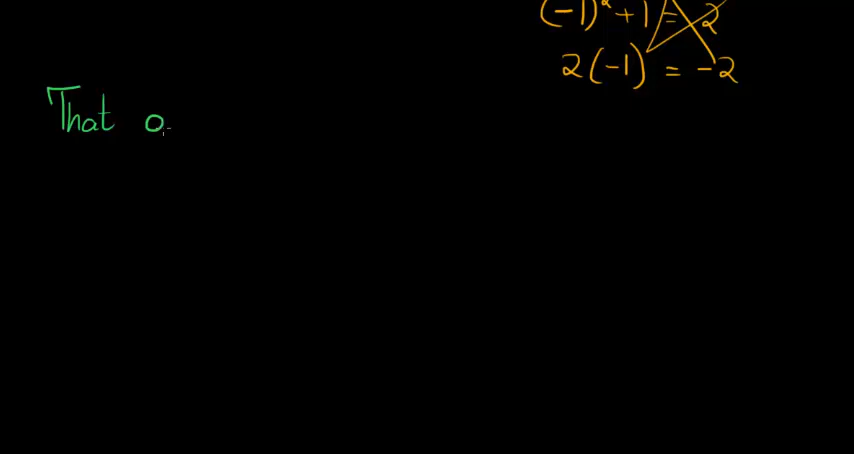 (-1)² + 1 = 2
2(-1) = -2
That o